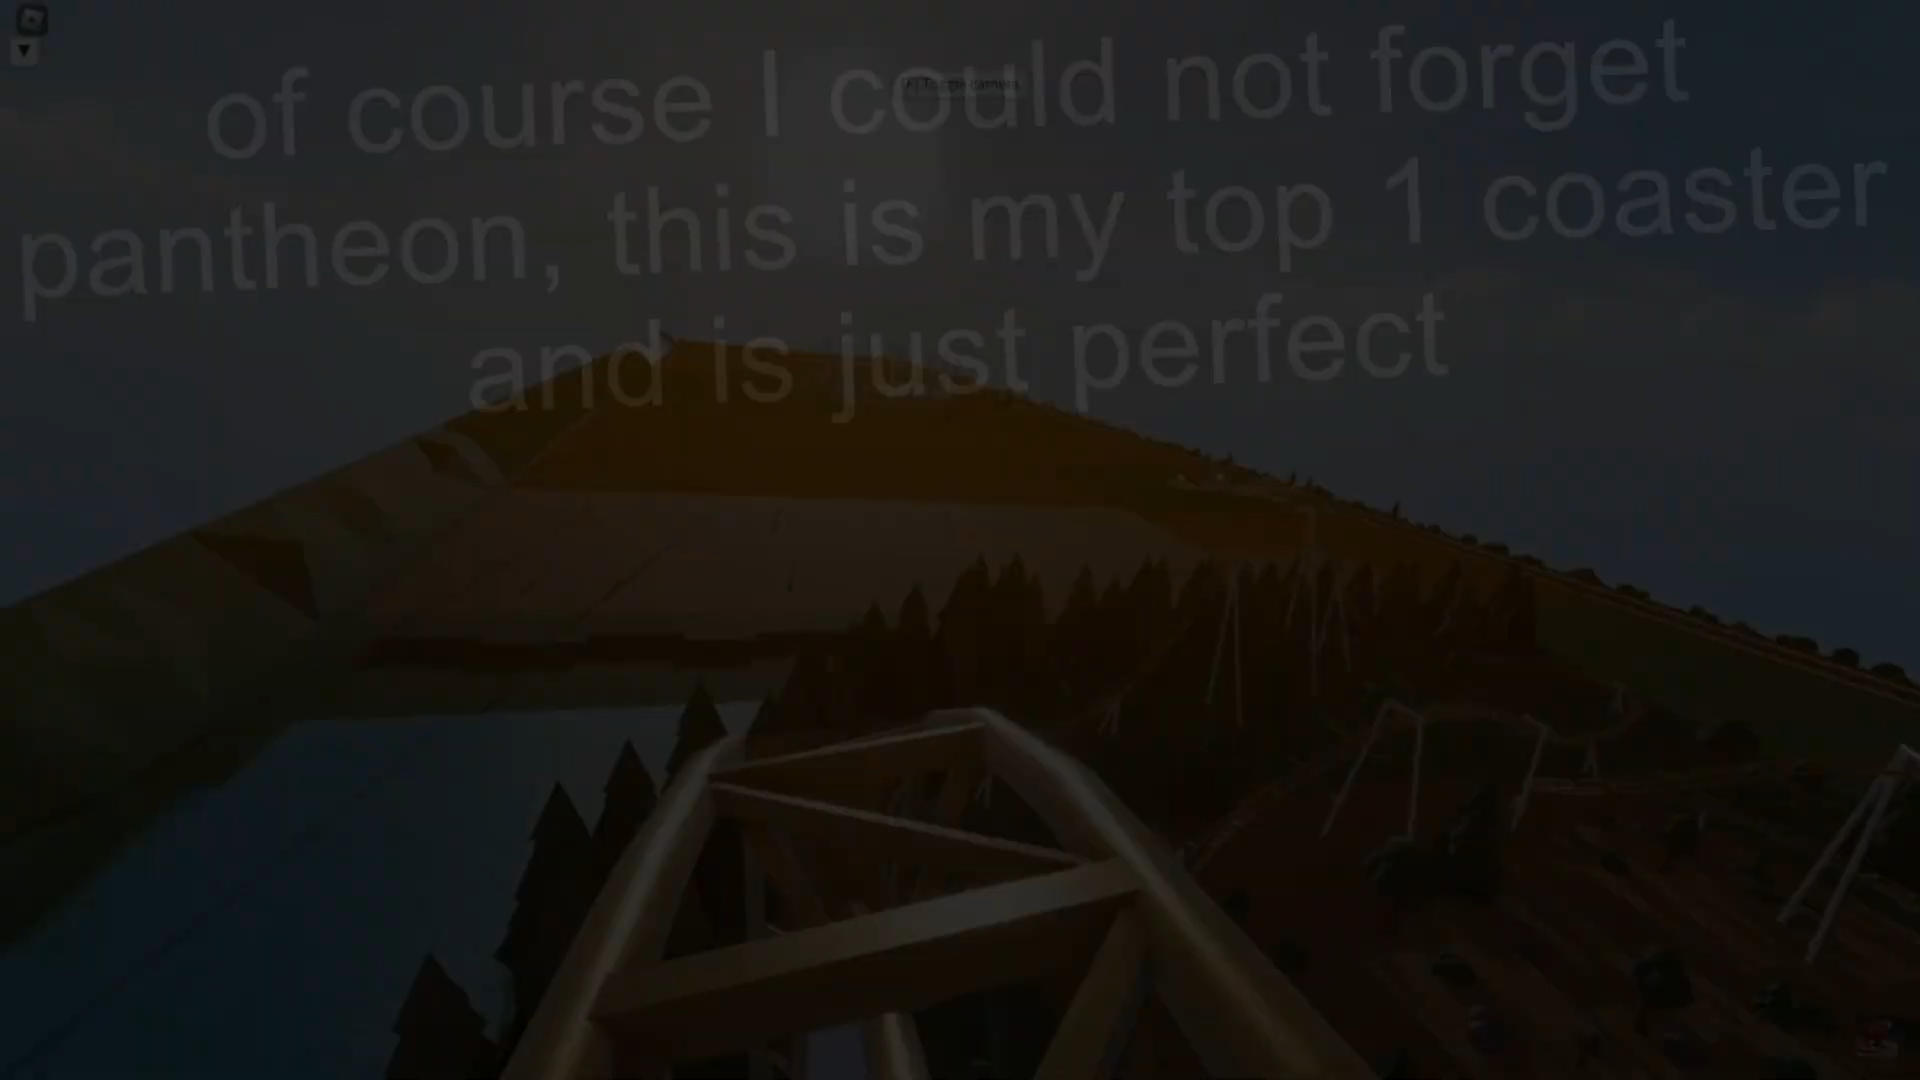 of course I could not forget
pantheon, this is my top 1 coaster
and is just perfect